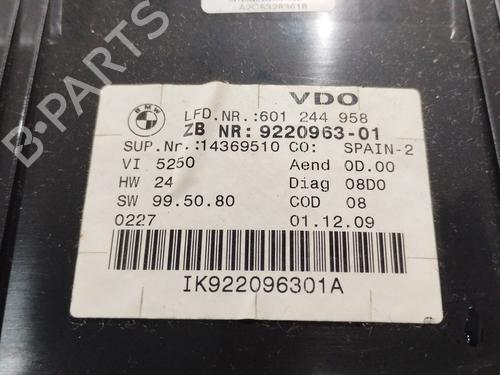 A2C53283618
BMW
VDO
LFD.NR.:601 244 958
ZB NR: 9220963-01
SUP.Nr.:14369510 CO: SPAIN-2
VI 5250 Aend 0D.00
HW 24 Diag 08D0
SW 99.50.80 COD 08
0227 01.12.09
IK922096301A
B-PARTS